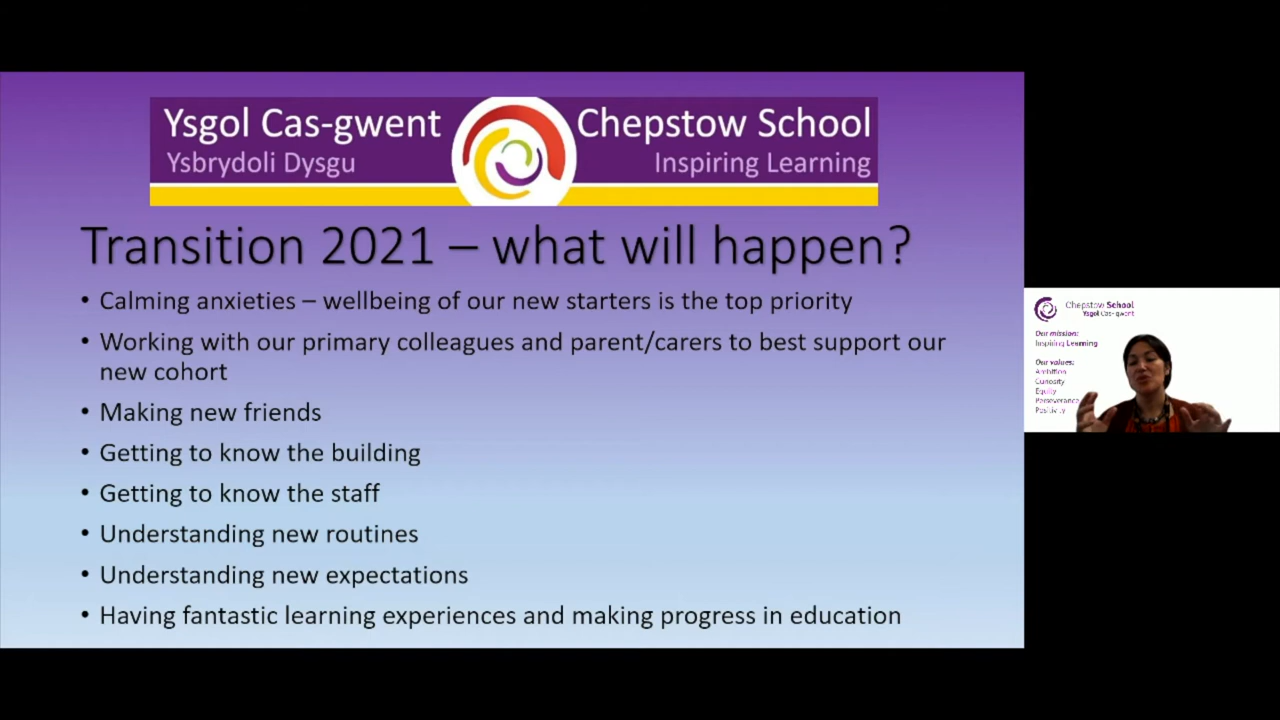 Ysgol Cas-gwent
Chepstow School
Ysbrydoli Dysgu
Inspiring Learning
Transition 2021 – what will happen?
• Calming anxieties – wellbeing of our new starters is the top priority
• Working with our primary colleagues and parent/carers to best support our
new cohort
• Making new friends
• Getting to know the building
• Getting to know the staff
• Understanding new routines
• Understanding new expectations
• Having fantastic learning experiences and making progress in education
Chepstow School
Ysgol Cas-gwent
Our mission:
Inspiring Learning
Our values:
Ambition
Curiosity
Equity
Perseverance
Positivity